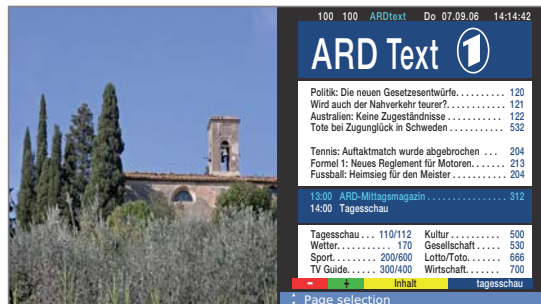 100 100 ARDtext Do 07.09.06 14:14:42
ARD Text 1
Politik: Die neuen Gesetzesentwürfe.......... 120
Wird auch der Nahverkehr teurer?............ 121
Australien: Keine Zugeständnisse ............ 122
Tote bei Zugunglück in Schweden ........... 532
Tennis: Auftaktmatch wurde abgebrochen ... 204
Formel 1: Neues Reglement für Motoren....... 213
Fussball: Heimsieg für den Meister ........... 204
13:00 ARD-Mittagsmagazin ................ 312
14:00 Tagesschau
Tagesschau ... 110/112 Kultur ........... 500
Wetter........... 170 Gesellschaft ..... 530
Sport........ 200/600 Lotto/Toto....... 666
TV Guide..... 300/400 Wirtschaft....... 700
- + Inhalt tagesschau
Page selection